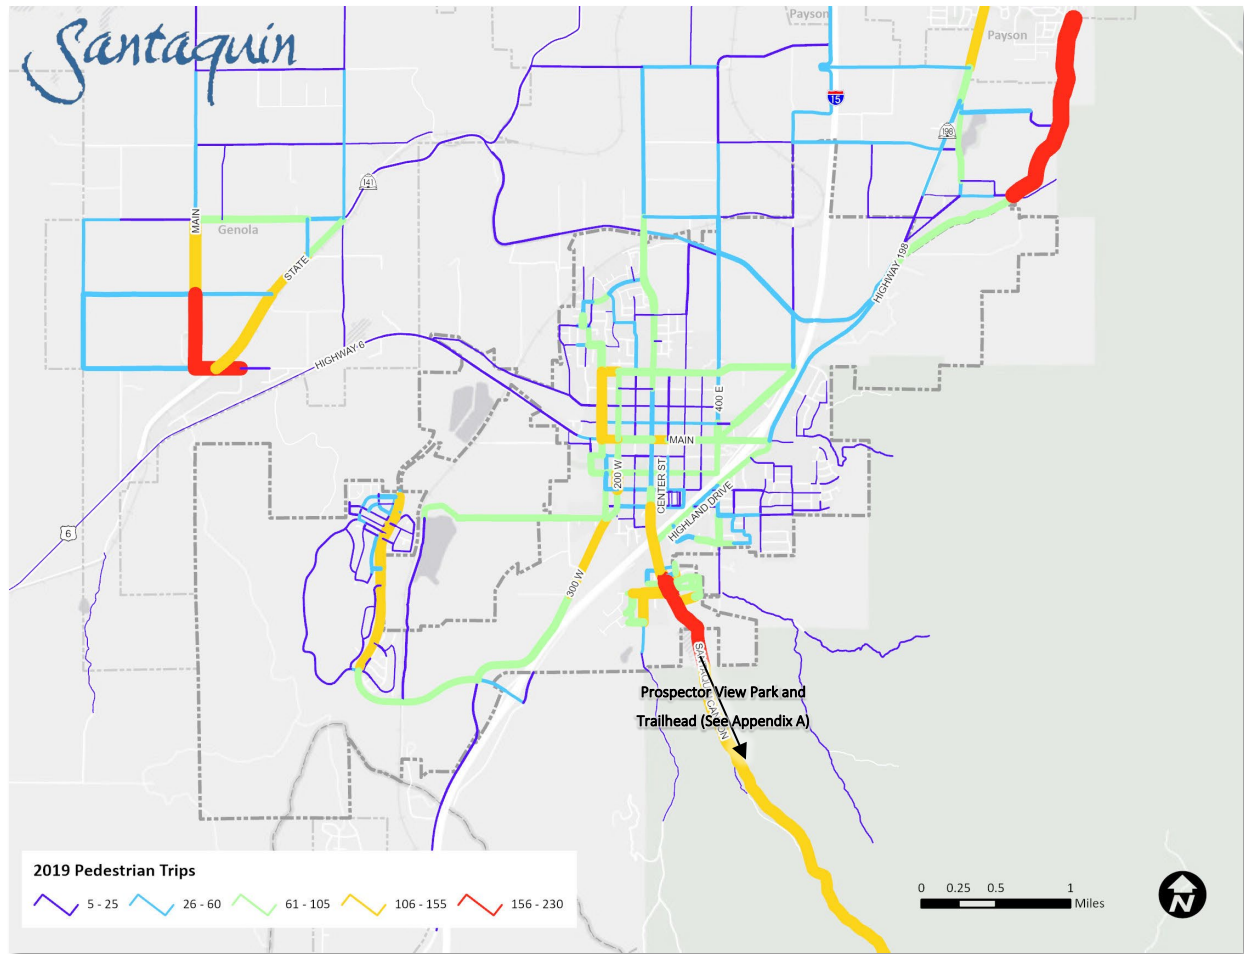 Santaquin
Payson
Payson
15
198
141
MAIN
Genola
STATE
HIGHWAY 198
HIGHWAY 6
400 E
MAIN
200 W
CENTER ST
HIGHLAND DRIVE
6
300 W
SANTAQUIN CANYON
Prospector View Park and
Trailhead (See Appendix A)
2019 Pedestrian Trips
5 - 25
26 - 60
61 - 105
106 - 155
156 - 230
0 0.25 0.5 1
Miles
N